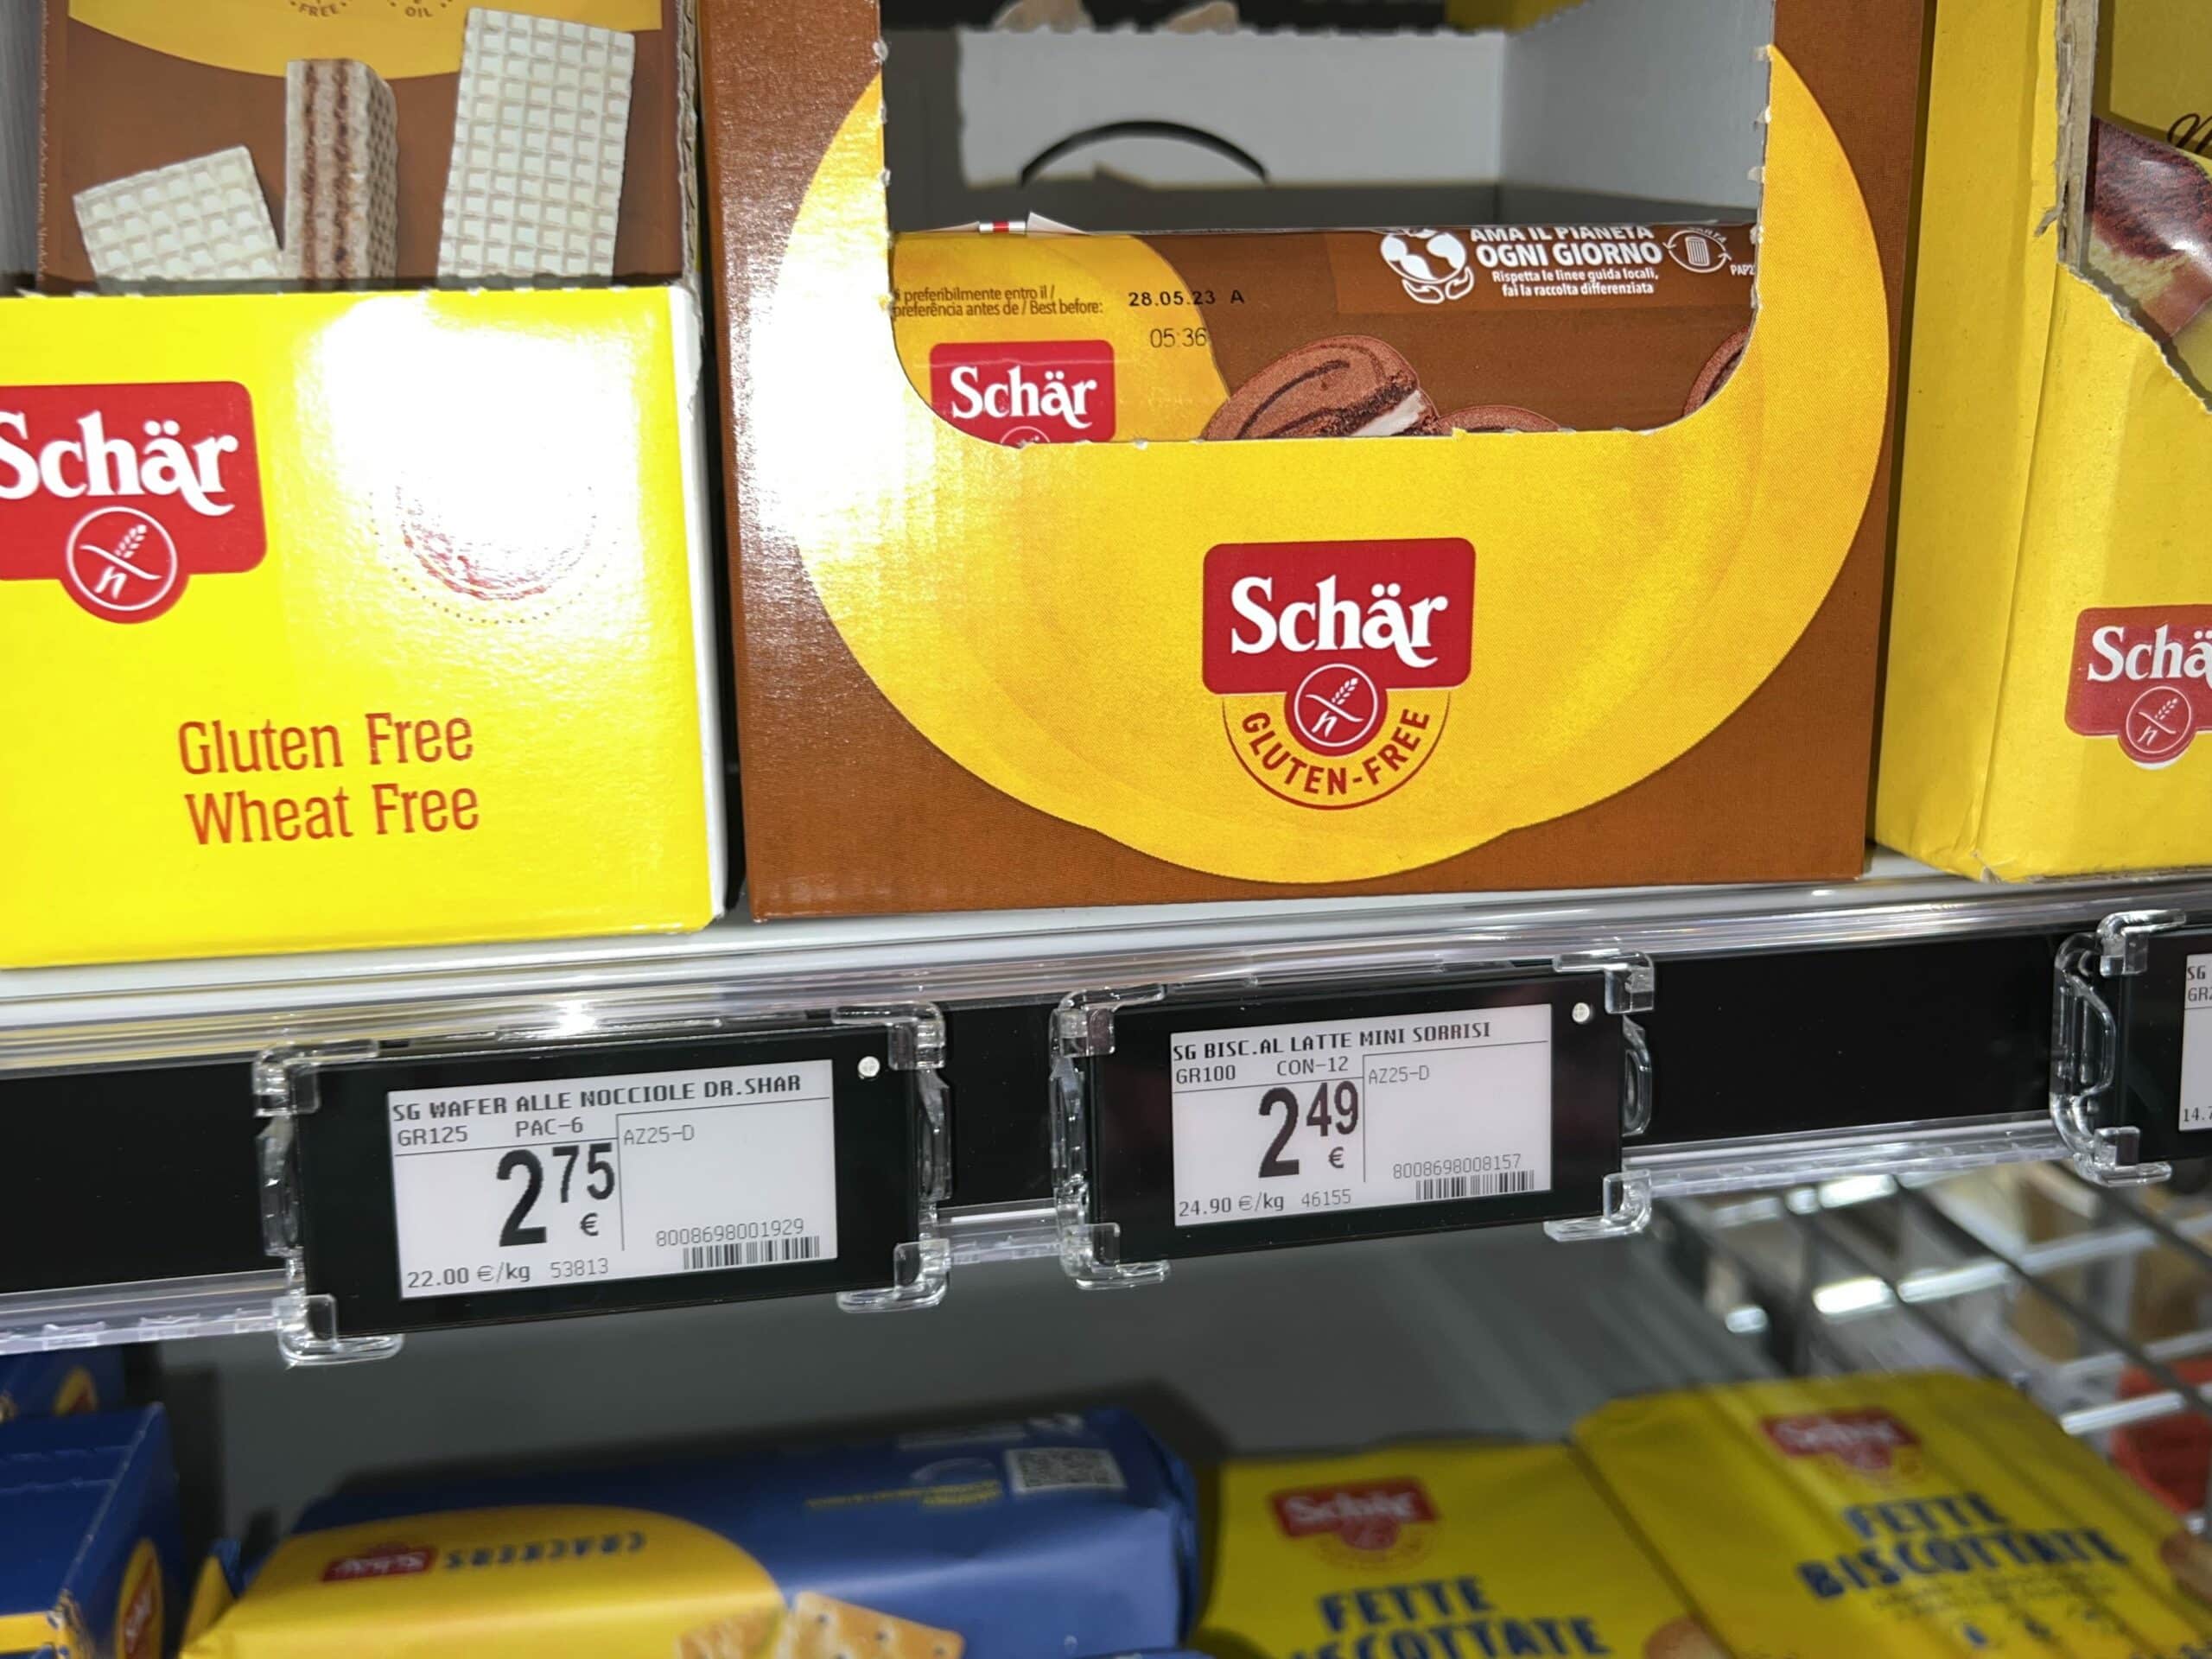 FREE
OIL
AMA IL PIANETA
OGNI GIORNO
Rispetta le linee guida locali,
fai la raccolta differenziata
preferibilmente entro il /
preferência antes de / Best before:
28.05.23 A
05:36
Schär
Schär
Gluten Free
Wheat Free
Schär
GLUTEN-FREE
SG WAFER ALLE NOCCIOLE DR.SHAR
GR125 PAC-6
AZ25-D
2 75
€
8008698001929
22.00 €/kg 53813
SG BISC.AL LATTE MINI SORRISI
GR100 CON-12
AZ25-D
2 49
€
8008698008157
24.90 €/kg 46155
SG
Schär
CRACKERS
Schär
FETTE
Schär
FETTE
BISCOTTATE